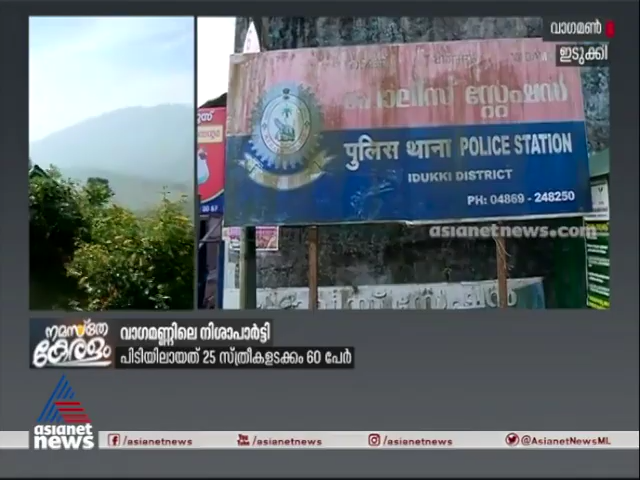 വാഗമൺ
ഇടുക്കി
പോലീസ് സ്റ്റേഷൻ
पुलिस थाना POLICE STATION
IDUKKI DISTRICT
PH: 04869 - 248250
asianetnews.com
നമസ്തേ
കേരളം
വാഗമണ്ണിലെ നിശാപാർട്ടി
പിടിയിലായത് 25 സ്ത്രീകളടക്കം 60 പേർ
asianet
news
/asianetnews
/asianetnews
/asianetnews
@AsianetNewsML